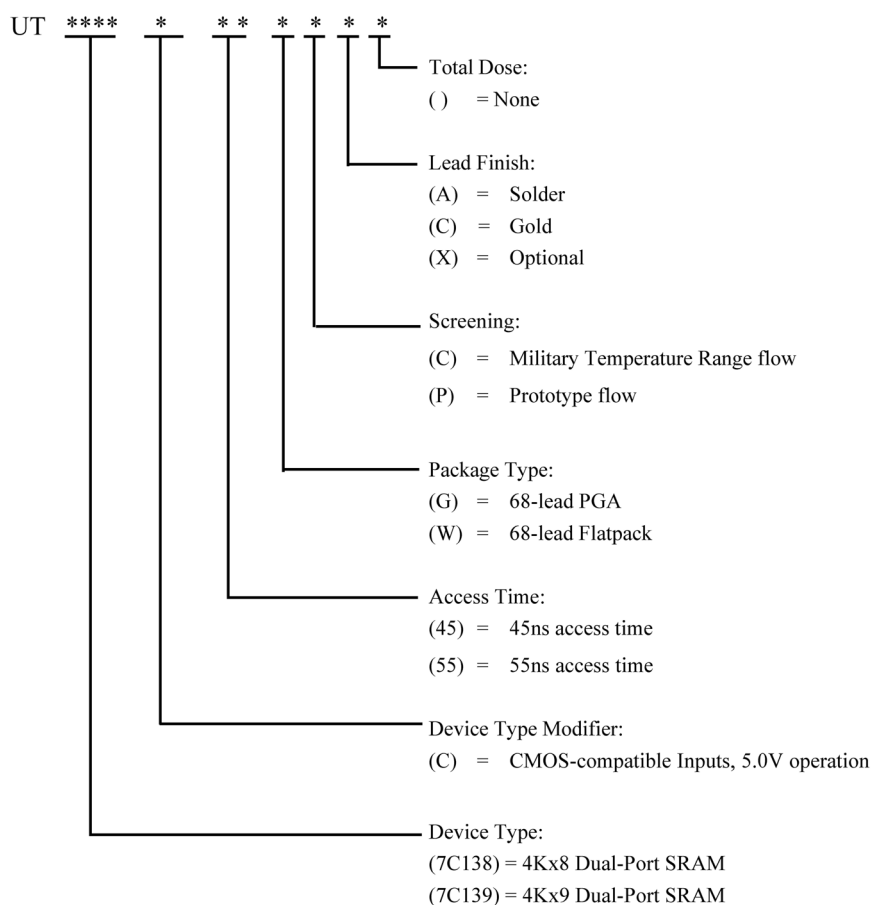 UT **** * * * * * * *
Total Dose:
( ) = None
Lead Finish:
(A) = Solder
(C) = Gold
(X) = Optional
Screening:
(C) = Military Temperature Range flow
(P) = Prototype flow
Package Type:
(G) = 68-lead PGA
(W) = 68-lead Flatpack
Access Time:
(45) = 45ns access time
(55) = 55ns access time
Device Type Modifier:
(C) = CMOS-compatible Inputs, 5.0V operation
Device Type:
(7C138) = 4Kx8 Dual-Port SRAM
(7C139) = 4Kx9 Dual-Port SRAM